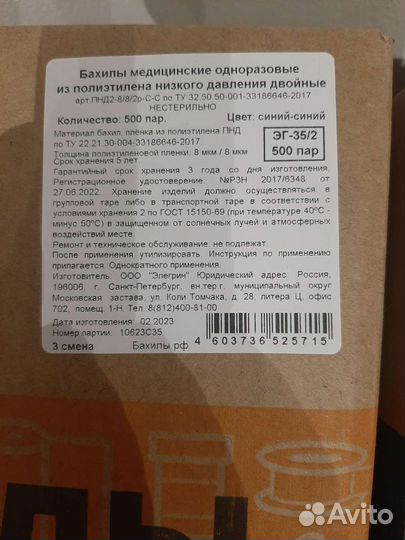 Бахилы медицинские одноразовые
из полиэтилена низкого давления двойные
арт.ПНД2-8/8/2р-С-С по ТУ 32.50.50-001-33186646-2017
НЕСТЕРИЛЬНО
Количество: 500 пар. Цвет: синий-синий
Материал бахил: плёнка из полиэтилена ПНД
по ТУ 22.21.30-004-33186646-2017
Толщина полиэтиленовой пленки: 8 мкм / 8 мкм
Срок хранения 5 лет
ЭГ-35/2
500 пар
Гарантийный срок хранения 3 года со дня изготовления.
Регистрационное удостоверение №РЗН 2017/6348 от
27.06.2022. Хранение изделий должно осуществляться в
групповой таре либо в транспортной таре в соответствии с
условиями хранения 2 по ГОСТ 15150-69 (при температуре 40°С -
минус 50°С) в защищенном от солнечных лучей и атмосферных
воздействий месте.
Ремонт и техническое обслуживание: не подлежат.
После применения утилизировать. Инструкция по применению
прилагается. Однократного применения.
Изготовитель: ООО "Элегрин" Юридический адрес: Россия,
196006, г. Санкт-Петербург, вн.тер.г. муниципальный округ
Московская застава, ул Коли Томчака, д. 28, литера Ц, офис
702, помещ. 1-Н. Тел. 8(812)400-81-00
Дата изготовления: 02.2023
Номер партии: 10623С35
3 смена Бахилы.рф
4 603736 525715
Avito